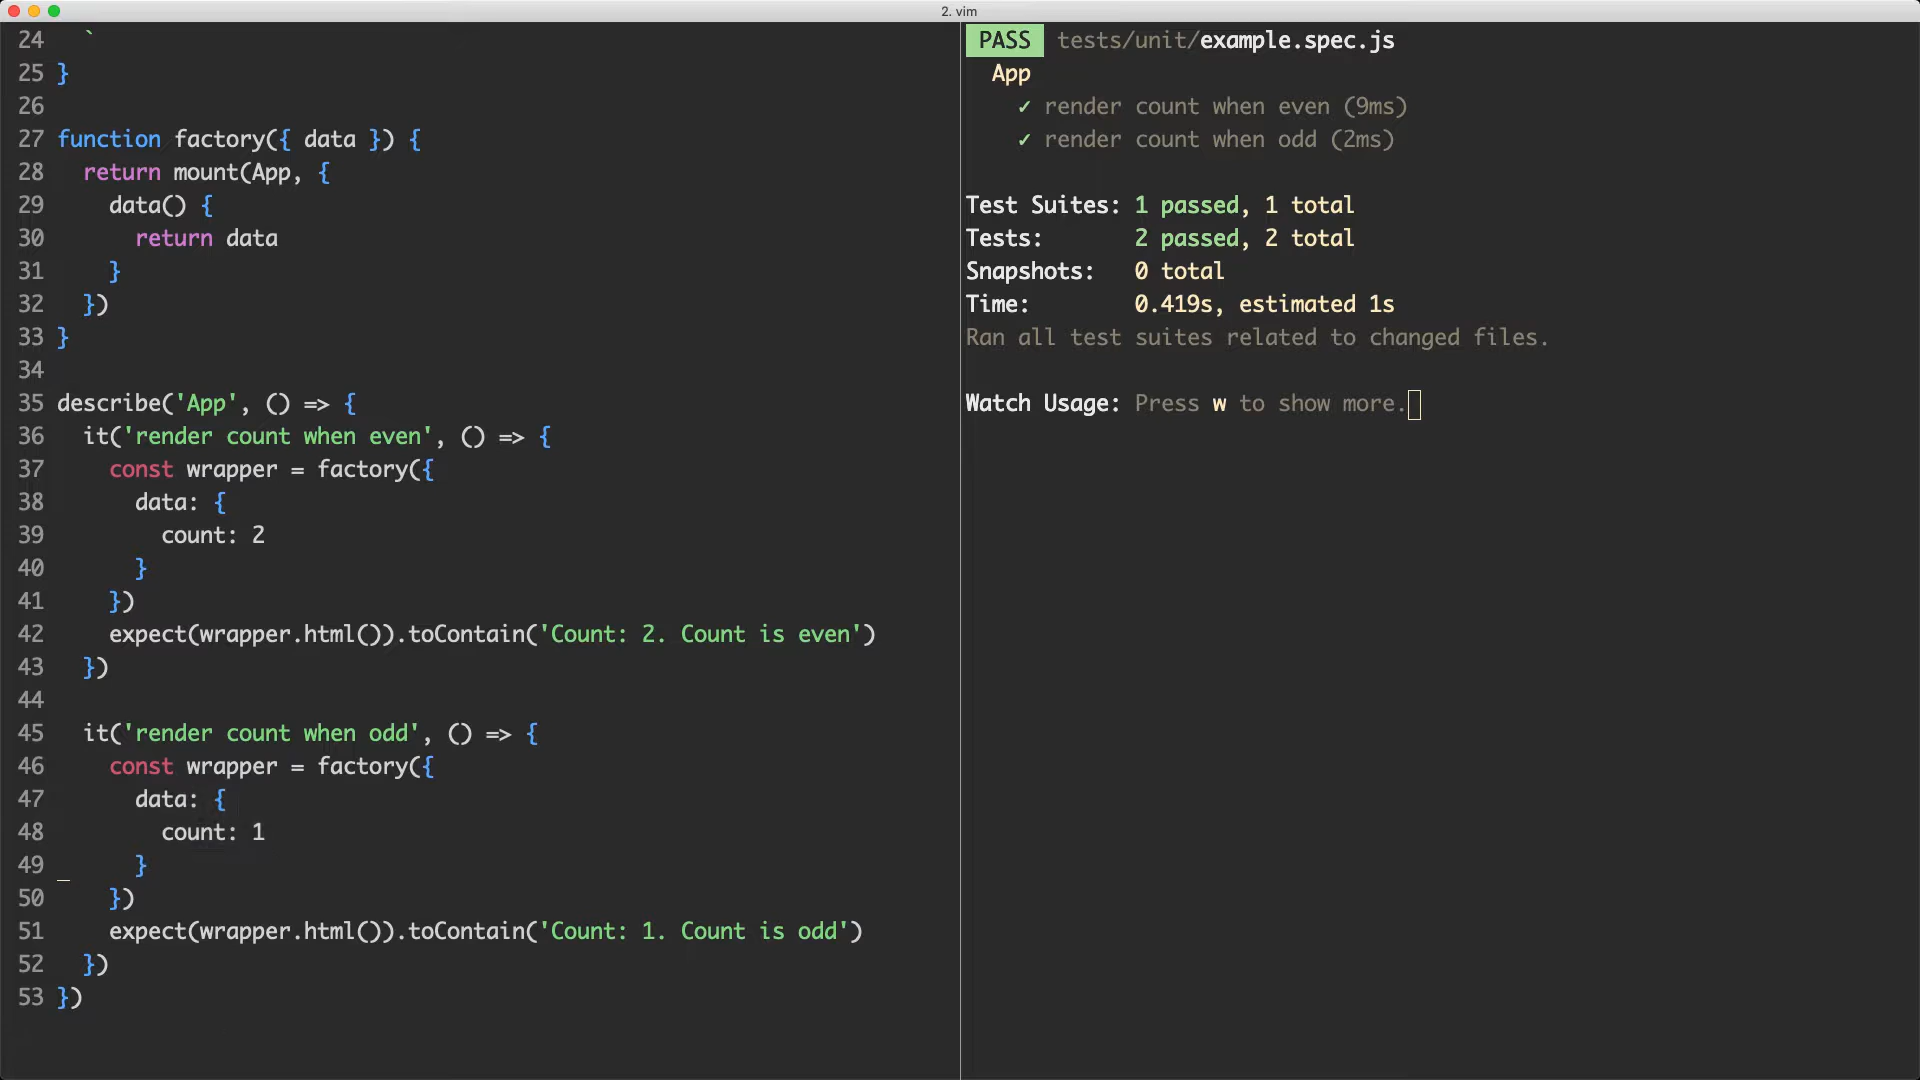 2. vim
24   `
25 }
26
27 function factory({ data }) {
28   return mount(App, {
29     data() {
30       return data
31     }
32   })
33 }
34
35 describe('App', () => {
36   it('render count when even', () => {
37     const wrapper = factory({
38       data: {
39         count: 2
40       }
41     })
42     expect(wrapper.html()).toContain('Count: 2. Count is even')
43   })
44
45   it('render count when odd', () => {
46     const wrapper = factory({
47       data: {
48         count: 1
49       }
50     })
51     expect(wrapper.html()).toContain('Count: 1. Count is odd')
52   })
53 })
PASS tests/unit/example.spec.js
App
✓ render count when even (9ms)
✓ render count when odd (2ms)
Test Suites: 1 passed, 1 total
Tests:       2 passed, 2 total
Snapshots:   0 total
Time:        0.419s, estimated 1s
Ran all test suites related to changed files.
Watch Usage: Press w to show more.